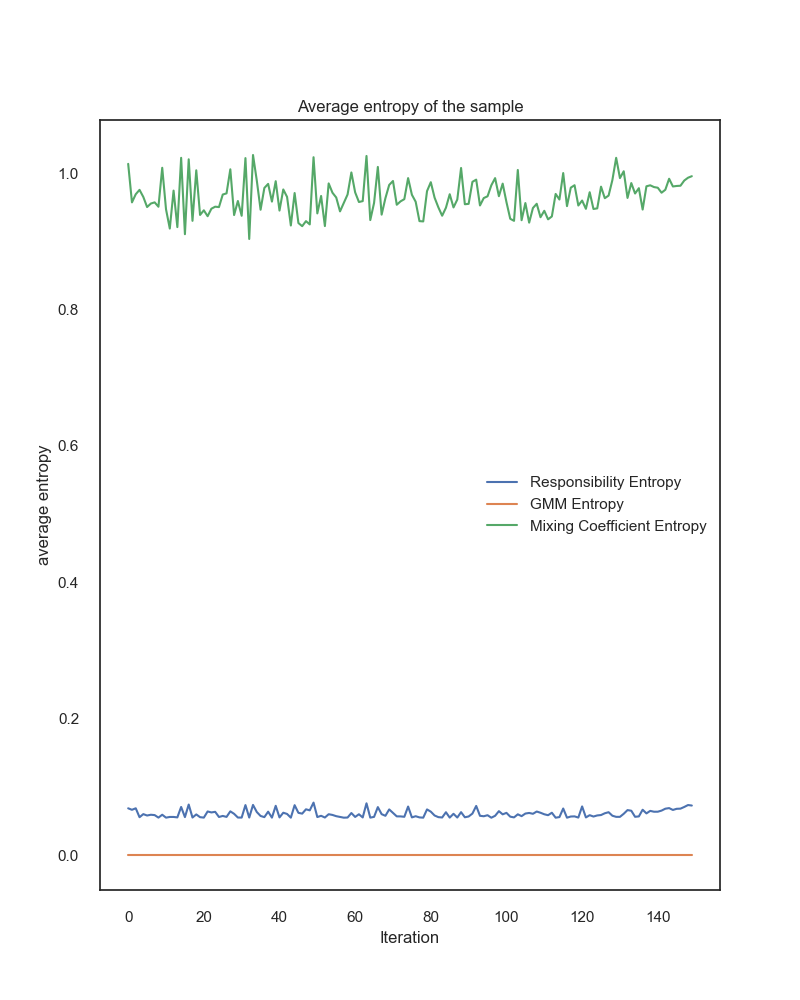 Average entropy of the sample
1.0
0.8
0.6
0.4
0.2
0.0
average entropy
Responsibility Entropy
GMM Entropy
Mixing Coefficient Entropy
0 20 40 60 80 100 120 140
Iteration